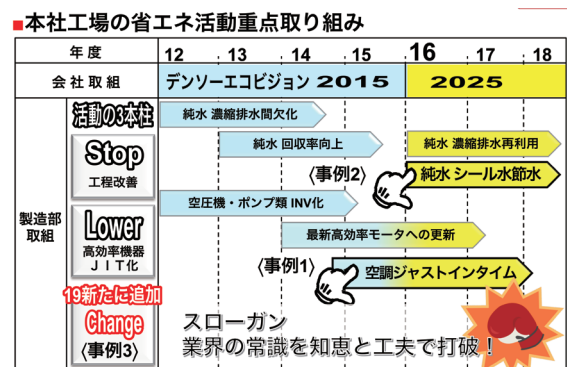 ■本社工場の省エネ活動重点取り組み
年度 12 13 14 15 16 17 18
会社取組 デンソーエコビジョン 2015 2025
活動の3本柱 純水 濃縮排水間欠化
純水 回収率向上 純水 濃縮排水再利用
Stop
工程改善
〈事例2〉 純水 シール水節水
製造部
取組
空圧機・ポンプ類 INV化
Lower
高効率機器
JIT化
最新高効率モータへの更新
〈事例1〉 空調ジャストインタイム
19新たに追加
Change
〈事例3〉
スローガン
業界の常識を知恵と工夫で打破!